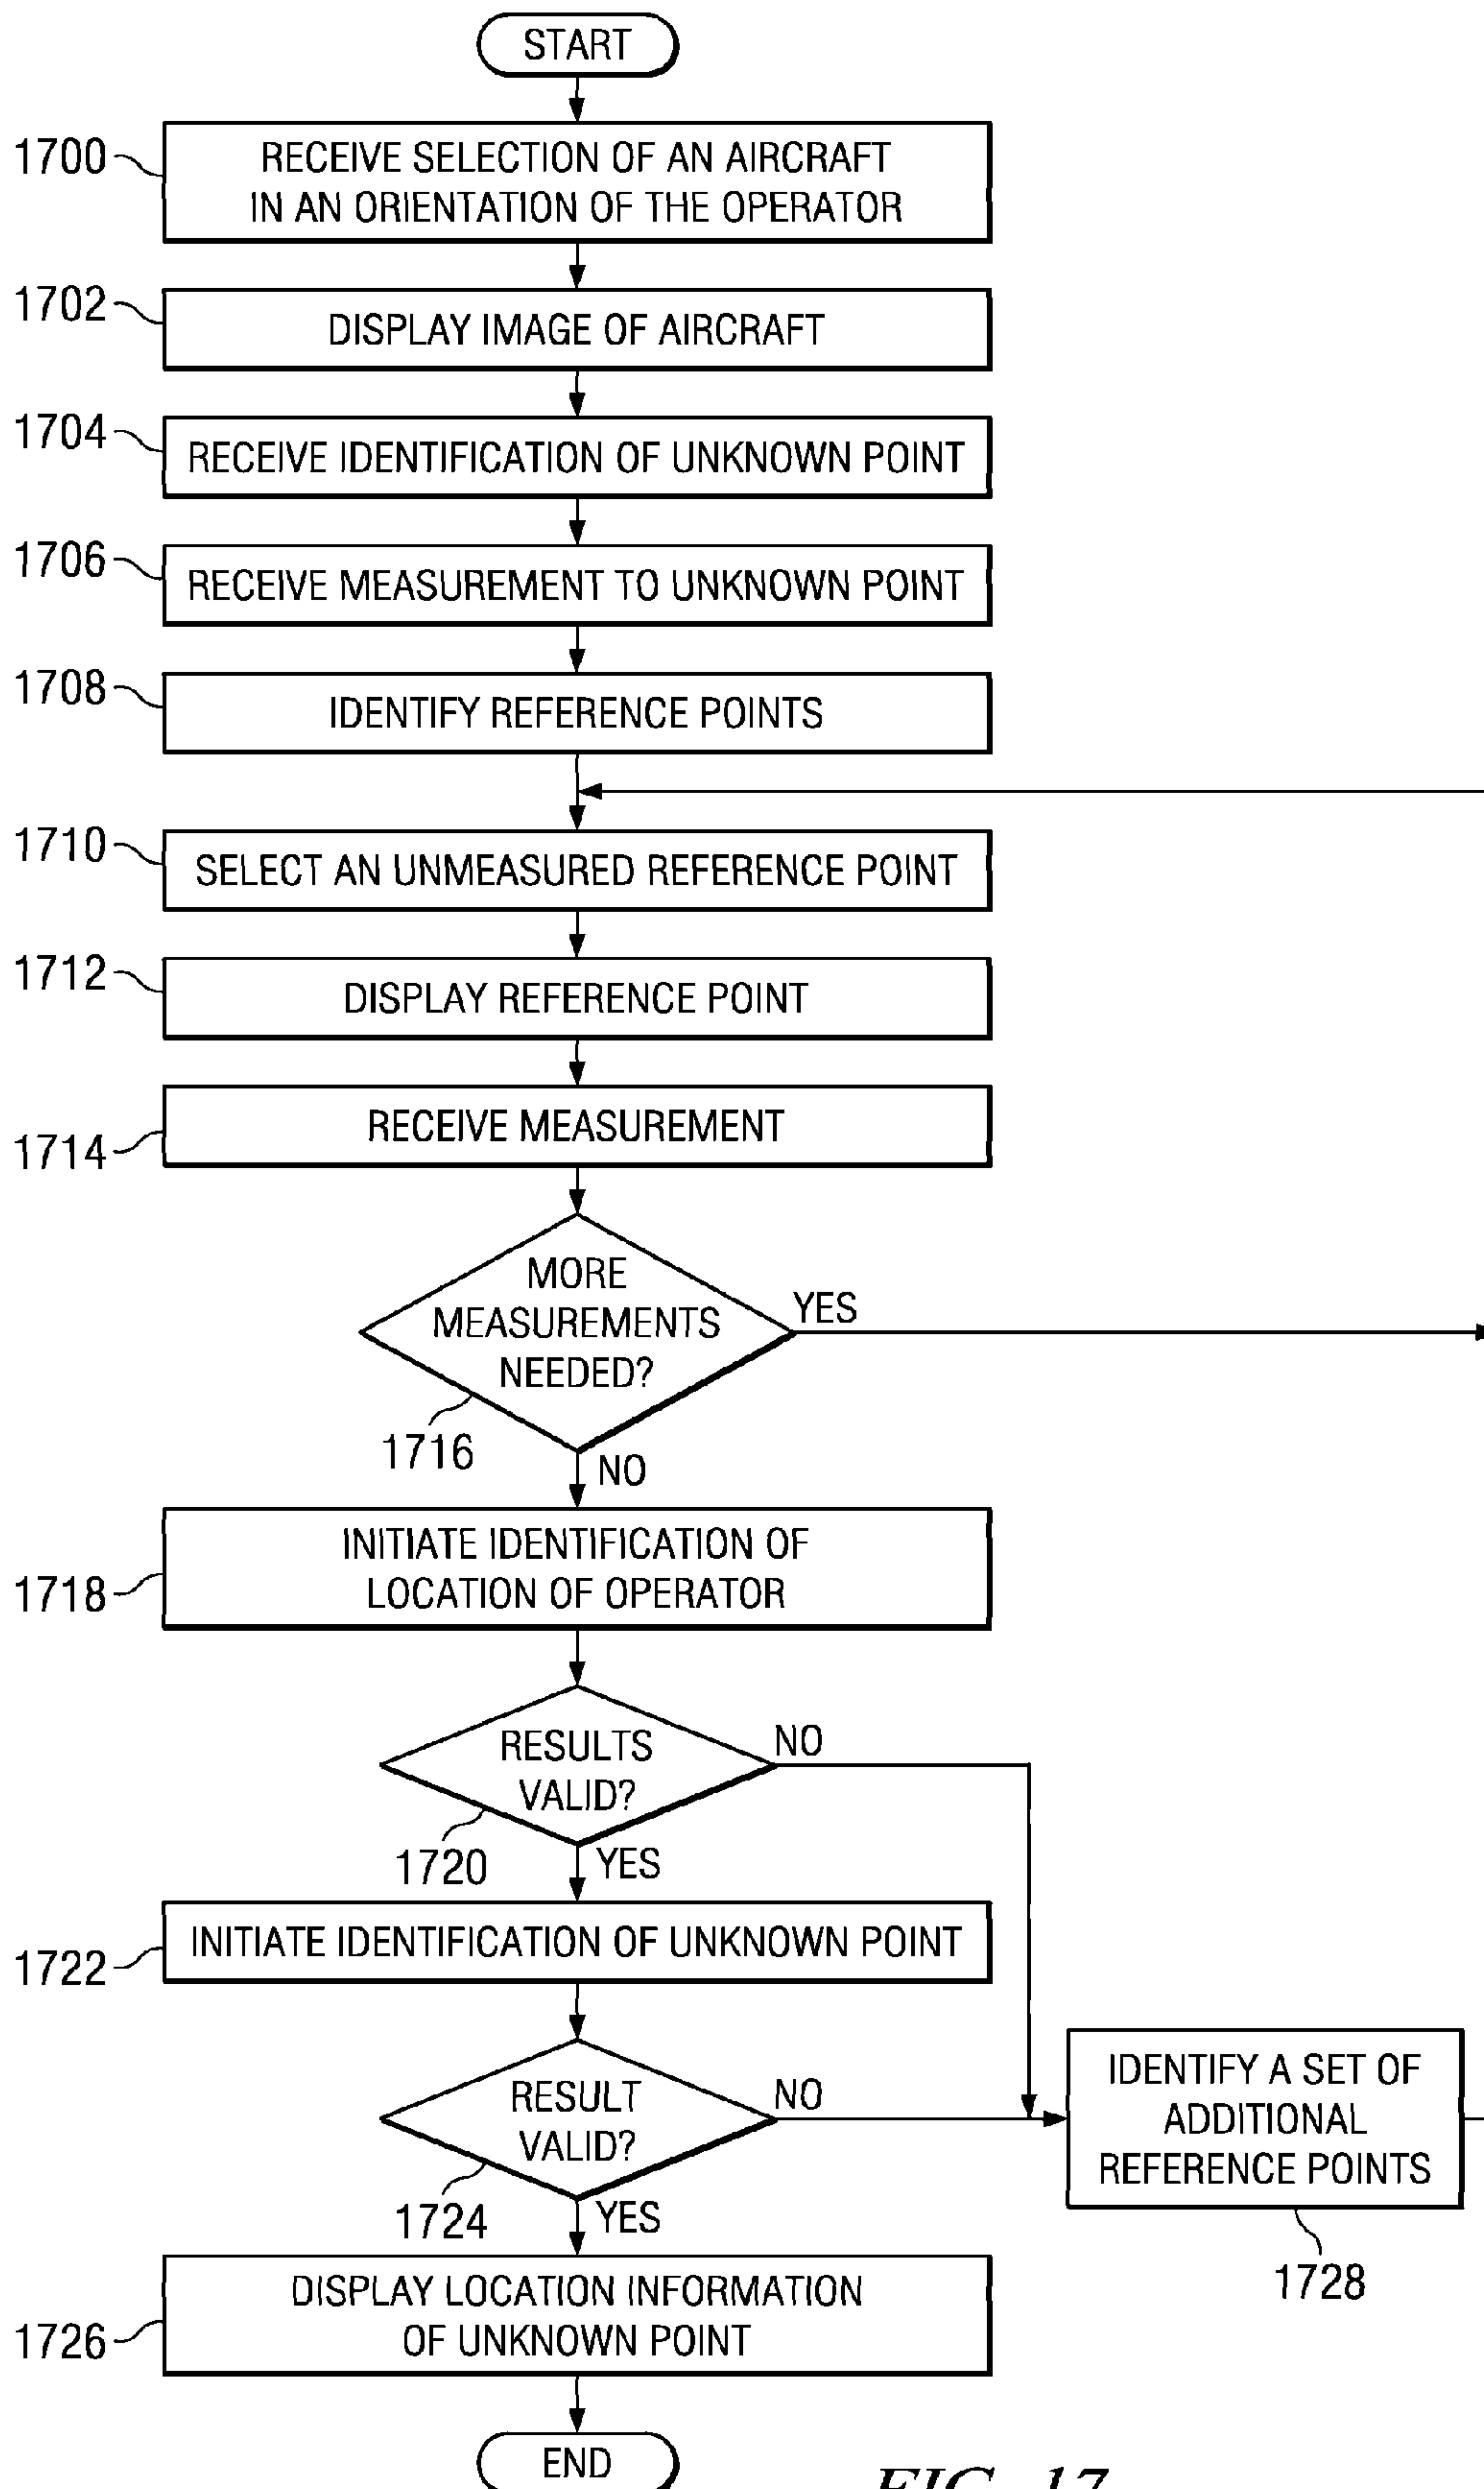 START
1700
RECEIVE SELECTION OF AN AIRCRAFT
IN AN ORIENTATION OF THE OPERATOR
1702
DISPLAY IMAGE OF AIRCRAFT
1704
RECEIVE IDENTIFICATION OF UNKNOWN POINT
1706
RECEIVE MEASUREMENT TO UNKNOWN POINT
1708
IDENTIFY REFERENCE POINTS
1710
SELECT AN UNMEASURED REFERENCE POINT
1712
DISPLAY REFERENCE POINT
1714
RECEIVE MEASUREMENT
MORE
MEASUREMENTS
NEEDED?
YES
1716
NO
1718
INITIATE IDENTIFICATION OF
LOCATION OF OPERATOR
RESULTS
VALID?
NO
1720
YES
1722
INITIATE IDENTIFICATION OF UNKNOWN POINT
RESULT
VALID?
NO
1724
YES
IDENTIFY A SET OF
ADDITIONAL
REFERENCE POINTS
1728
1726
DISPLAY LOCATION INFORMATION
OF UNKNOWN POINT
END
FIG. 17